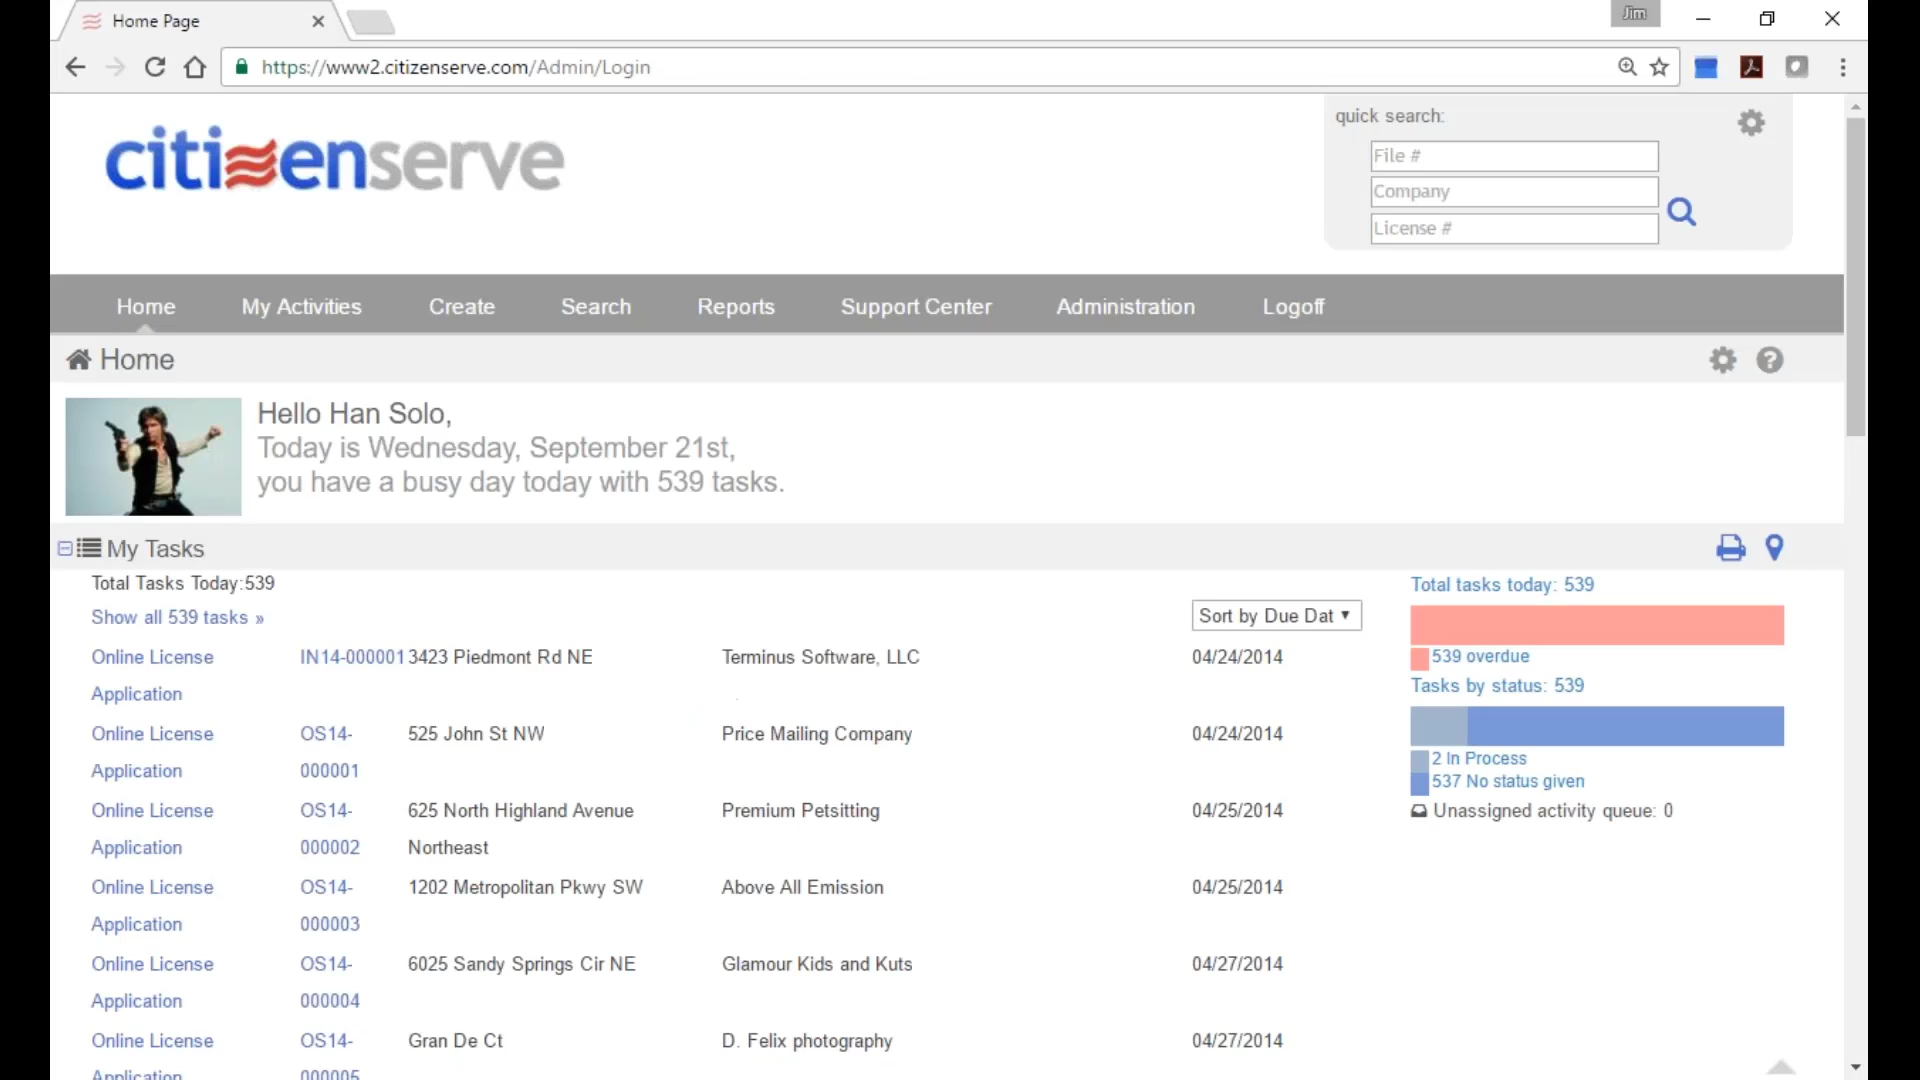 Home Page
Jim
https://www2.citizenserve.com/Admin/Login
citizenserve
quick search:
File #
Company
License #
Home My Activities Create Search Reports Support Center Administration Logoff
Home
Hello Han Solo,
Today is Wednesday, September 21st,
you have a busy day today with 539 tasks.
My Tasks
Total Tasks Today:539
Show all 539 tasks »
Sort by Due Dat
Online License IN14-000001 3423 Piedmont Rd NE Terminus Software, LLC 04/24/2014
Application
Online License OS14- 525 John St NW Price Mailing Company 04/24/2014
Application 000001
Online License OS14- 625 North Highland Avenue Premium Petsitting 04/25/2014
Application 000002 Northeast
Online License OS14- 1202 Metropolitan Pkwy SW Above All Emission 04/25/2014
Application 000003
Online License OS14- 6025 Sandy Springs Cir NE Glamour Kids and Kuts 04/27/2014
Application 000004
Online License OS14- Gran De Ct D. Felix photography 04/27/2014
Application 000005
Total tasks today: 539
539 overdue
Tasks by status: 539
2 In Process
537 No status given
Unassigned activity queue: 0